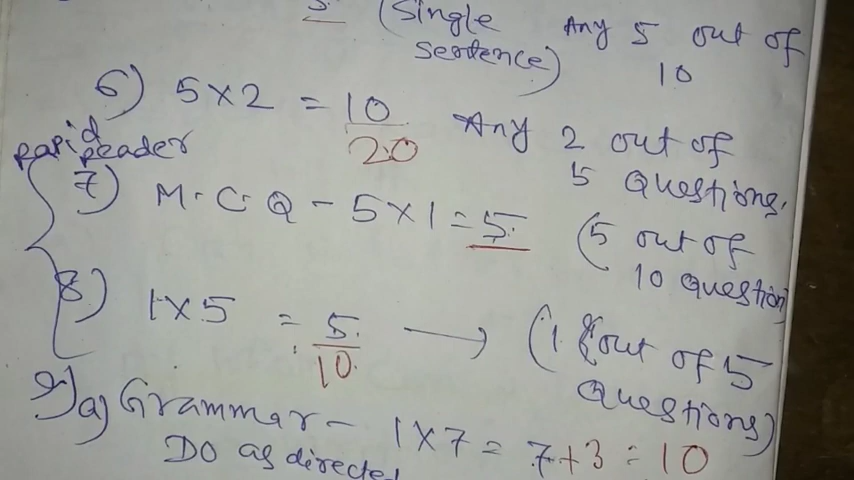 5. (Single Any 5 out of
sentence) 10
6) 5×2 = 10 Any 2 out of
20 5 Questions.
rapid
Reader
7) M.C.Q - 5×1 = 5. (5 out of
10 Question)
8) 1×5 = 5. → (1 out of 5
10. Questions)
9) a) Grammar - 1×7 = 7+3 = 10
Do as directed